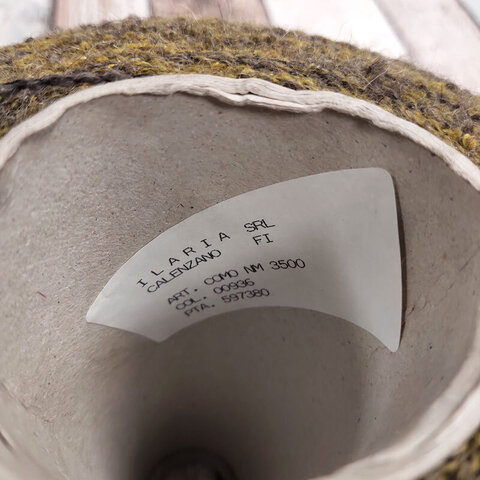 ILARIA SRL
CALENZANO FI
ART. COMO NM 3500
COL. 00936
PTA. 597380